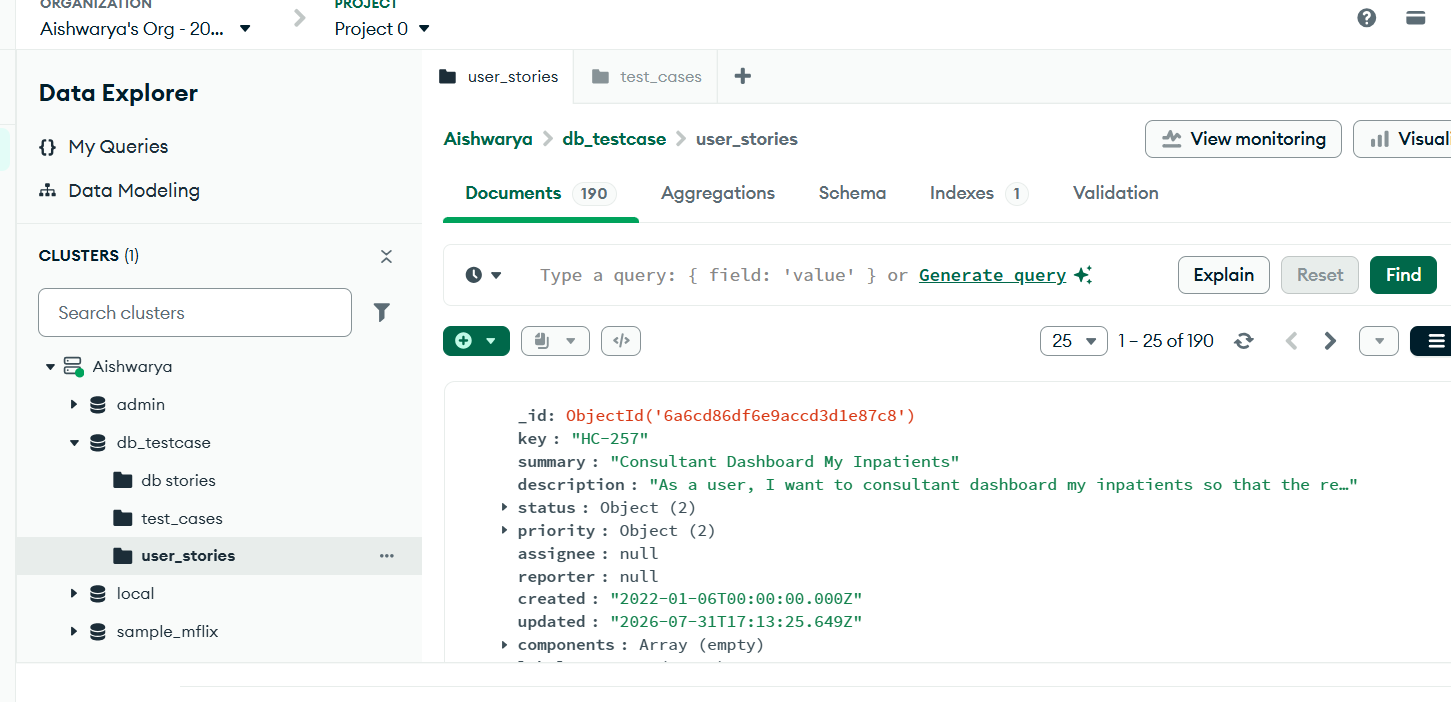 ORGANIZATION
Aishwarya's Org - 20...
PROJECT
Project 0
Data Explorer
My Queries
Data Modeling
CLUSTERS (1)
Search clusters
Aishwarya
admin
db_testcase
db stories
test_cases
user_stories
local
sample_mflix
user_stories
test_cases
Aishwarya > db_testcase > user_stories
View monitoring
Visuali
Documents 190
Aggregations
Schema
Indexes 1
Validation
Type a query: { field: 'value' } or Generate query
Explain
Reset
Find
25
1 – 25 of 190
_id: ObjectId('6a6cd86df6e9accd3d1e87c8')
key : "HC-257"
summary : "Consultant Dashboard My Inpatients"
description : "As a user, I want to consultant dashboard my inpatients so that the re…"
status : Object (2)
priority : Object (2)
assignee : null
reporter : null
created : "2022-01-06T00:00:00.000Z"
updated : "2026-07-31T17:13:25.649Z"
components : Array (empty)